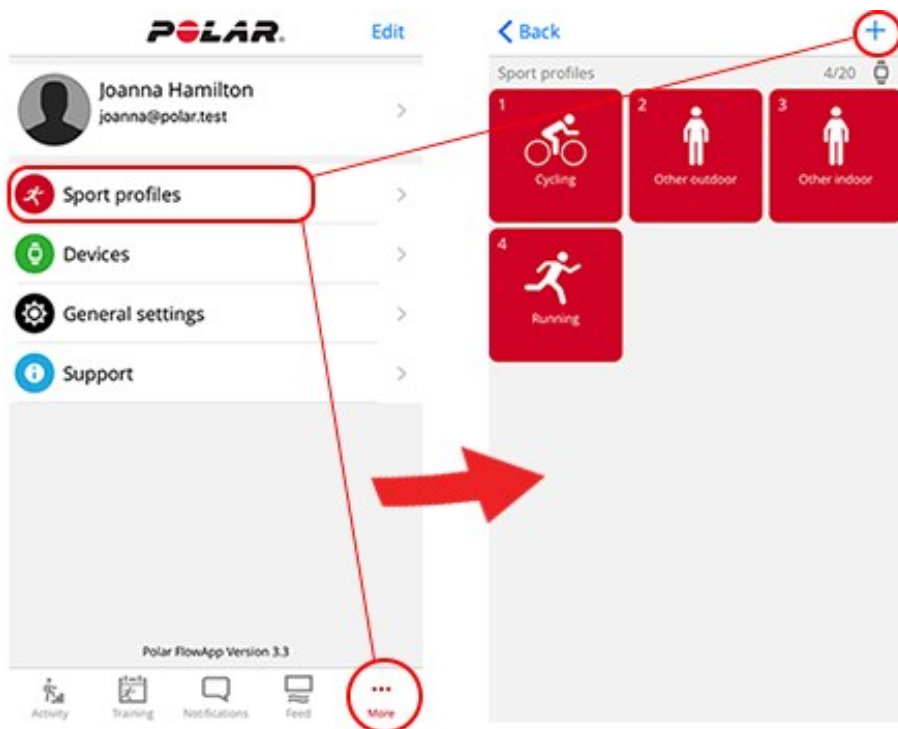 POLAR.
Edit
Joanna Hamilton
joanna@polar.test
Sport profiles
Devices
General settings
Support
Polar FlowApp Version 3.3
Activity
Training
Notifications
Feed
More
Back
Sport profiles
4/20
1
Cycling
2
Other outdoor
3
Other indoor
4
Running